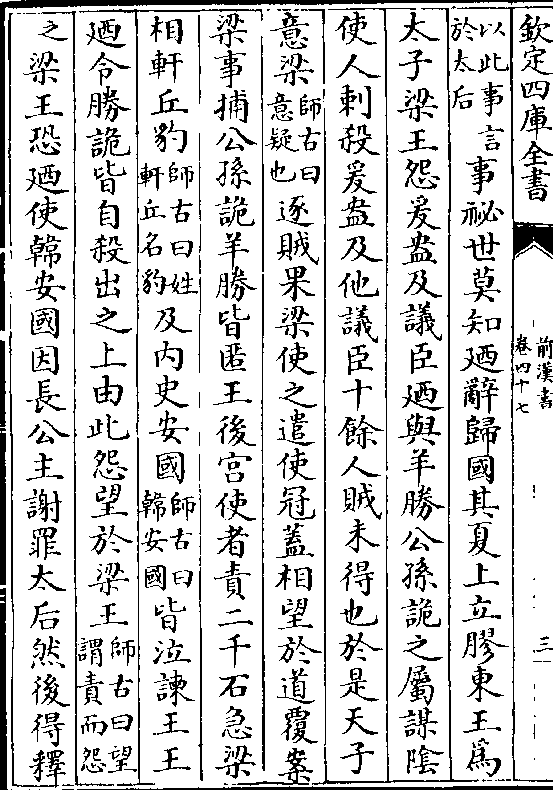 欽定四庫全書
前漢書
卷四十七
三
以此事言
於太后
事祕世莫知廼辭歸國其夏上立膠東王爲
太子梁王怨爰盎及議臣廼與羊勝公孫詭之屬謀陰
使人刺殺爰盎及他議臣十餘人賊未得也於是天子
意梁師古曰意疑也逐賊果梁使之遣使冠蓋相望於道覆案
梁事捕公孫詭羊勝皆匿王後宮使者責二千石急梁
相軒丘豹師古曰姓軒丘名豹及內史安國師古曰韓安國皆泣諫王王
廼令勝詭皆自殺出之上由此怨望於梁王師古曰望謂責而怨
之梁王恐廼使韓安國因長公主謝罪太后然後得釋